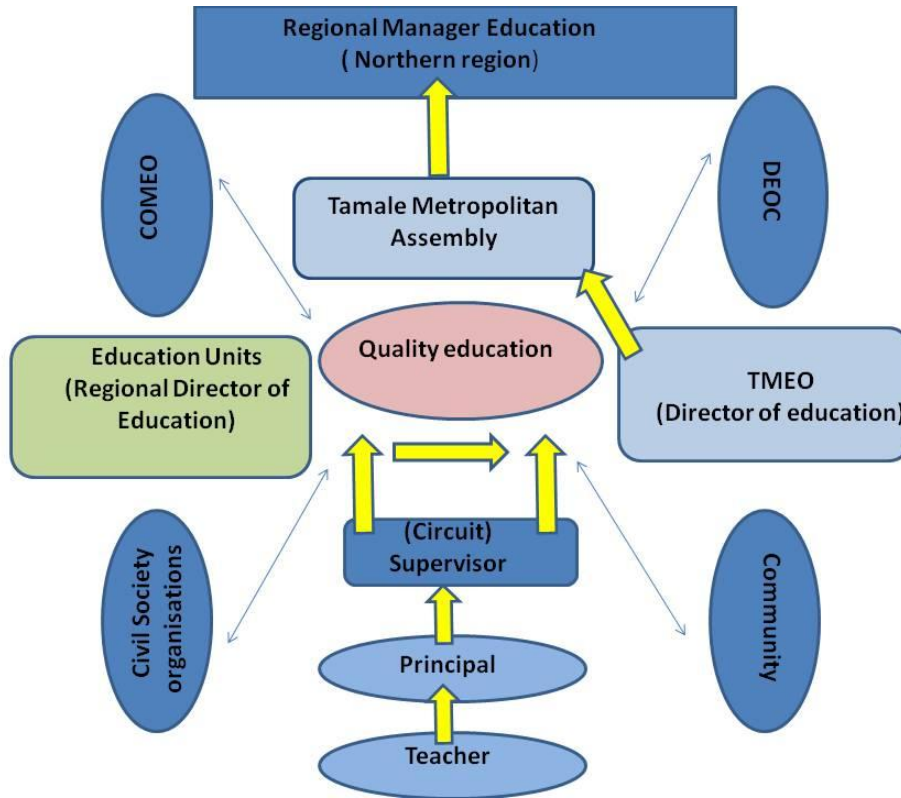 Regional Manager Education
( Northern region)
COMEO
DEOC
Tamale Metropolitan
Assembly
Quality education
Education Units
(Regional Director of
Education)
TMEO
(Director of education)
(Circuit)
Supervisor
Civil Society
organisations
Community
Principal
Teacher